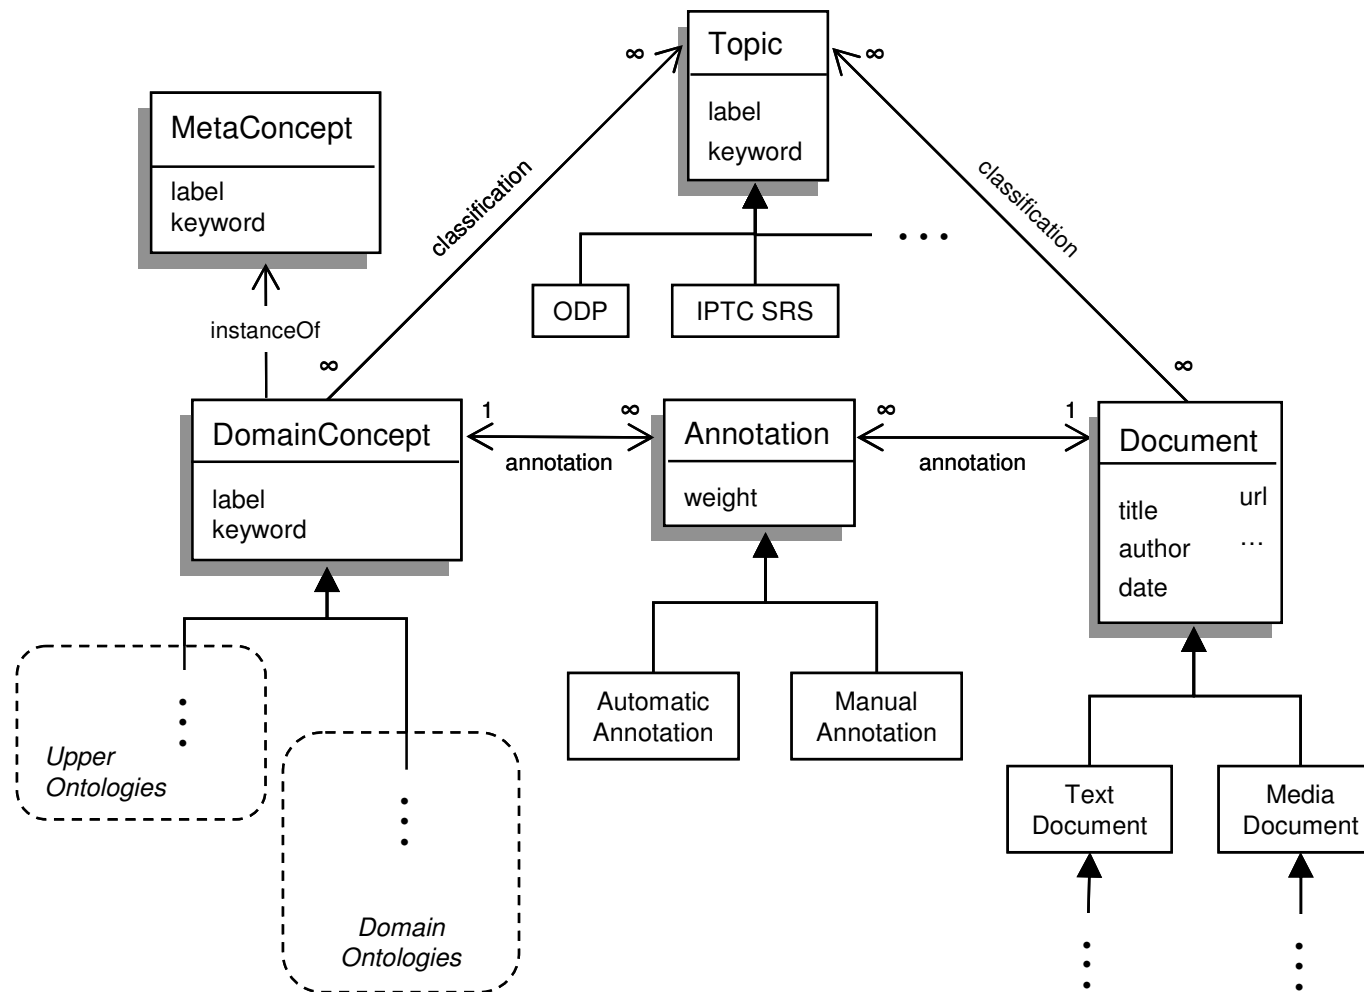 Topic
∞
∞
label
keyword
MetaConcept
label
keyword
classification
classification
• • •
ODP
IPTC SRS
instanceOf
∞
∞
DomainConcept
label
keyword
1
∞
annotation
Annotation
weight
∞
1
annotation
Document
title
url
author
...
date
Upper
Ontologies
Domain
Ontologies
Automatic
Annotation
Manual
Annotation
Text
Document
Media
Document